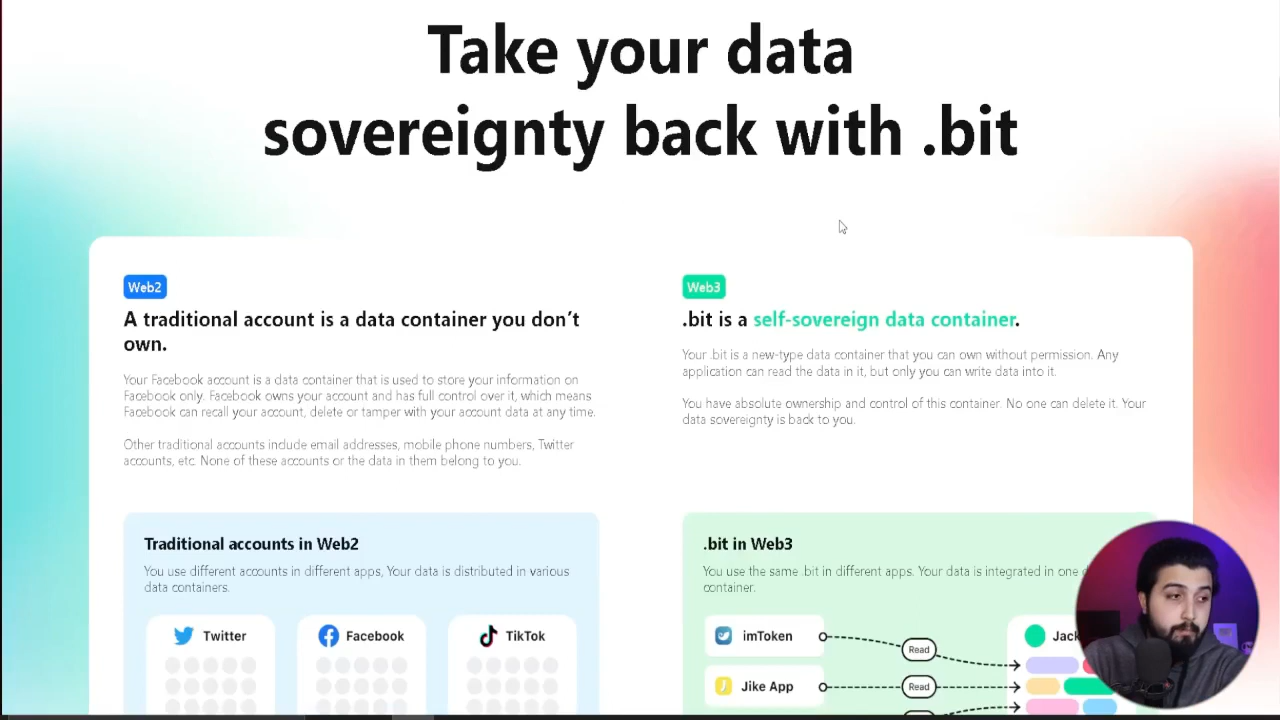 Take your data
sovereignty back with .bit
Web2
A traditional account is a data container you don't
own.
Your Facebook account is a data container that is used to store your information on
Facebook only. Facebook owns your account and has full control over it, which means
Facebook can recall your account, delete or tamper with your account data at any time.
Other traditional accounts include email addresses, mobile phone numbers, Twitter
accounts, etc. None of these accounts or the data in them belong to you.
Web3
.bit is a self-sovereign data container.
Your .bit is a new-type data container that you can own without permission. Any
application can read the data in it, but only you can write data into it.
You have absolute ownership and control of this container. No one can delete it. Your
data sovereignty is back to you.
Traditional accounts in Web2
You use different accounts in different apps, Your data is distributed in various
data containers.
Twitter
Facebook
TikTok
.bit in Web3
You use the same .bit in different apps. Your data is integrated in one
container.
imToken
Read
Jack
Jike App
Read